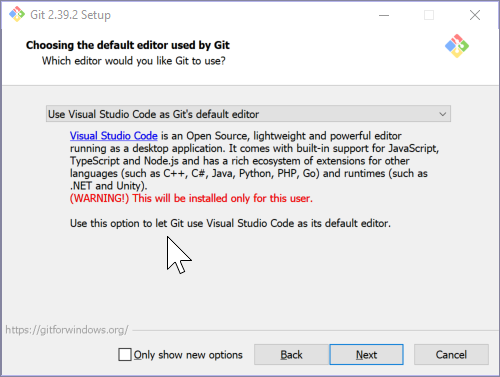 Git 2.39.2 Setup
Choosing the default editor used by Git
Which editor would you like Git to use?
Use Visual Studio Code as Git's default editor
Visual Studio Code is an Open Source, lightweight and powerful editor
running as a desktop application. It comes with built-in support for JavaScript,
TypeScript and Node.js and has a rich ecosystem of extensions for other
languages (such as C++, C#, Java, Python, PHP, Go) and runtimes (such as
.NET and Unity).
(WARNING!) This will be installed only for this user.
Use this option to let Git use Visual Studio Code as its default editor.
https://gitforwindows.org/
Only show new options
Back
Next
Cancel